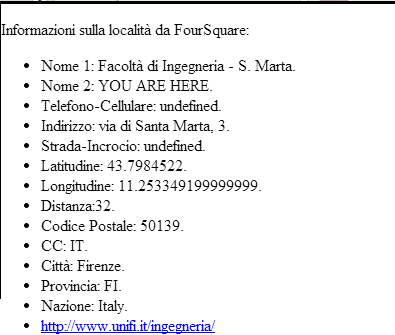 Informazioni sulla località da FourSquare:
Nome 1: Facoltà di Ingegneria - S. Marta.
Nome 2: YOU ARE HERE.
Telefono-Cellulare: undefined.
Indirizzo: via di Santa Marta, 3.
Strada-Incrocio: undefined.
Latitudine: 43.7984522.
Longitudine: 11.253349199999999.
Distanza:32.
Codice Postale: 50139.
CC: IT.
Città: Firenze.
Provincia: FI.
Nazione: Italy.
http://www.unifi.it/ingegneria/